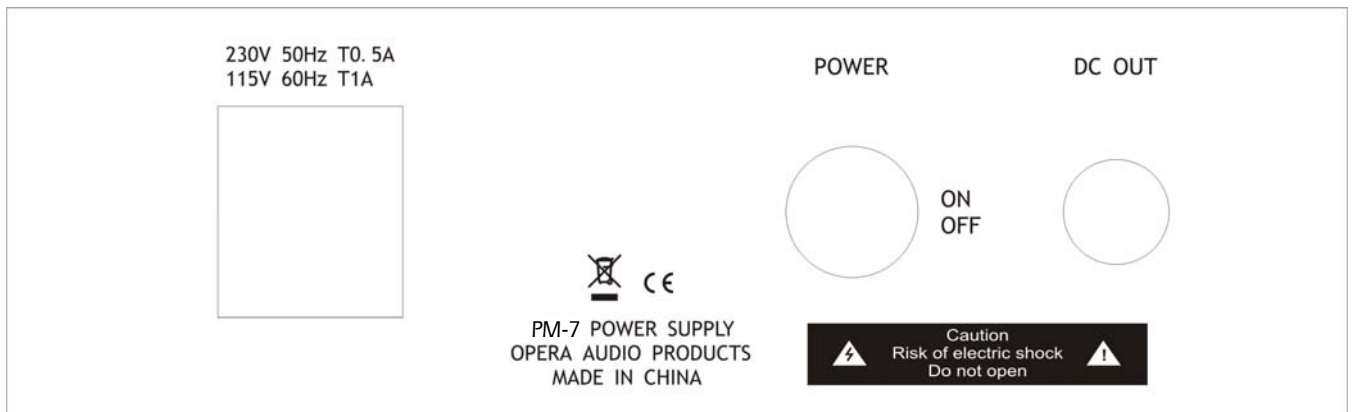 230V 50Hz T0.5A
115V 60Hz T1A
POWER
DC OUT
ON
OFF
CE
PM-7 POWER SUPPLY
OPERA AUDIO PRODUCTS
MADE IN CHINA
Caution
Risk of electric shock
Do not open